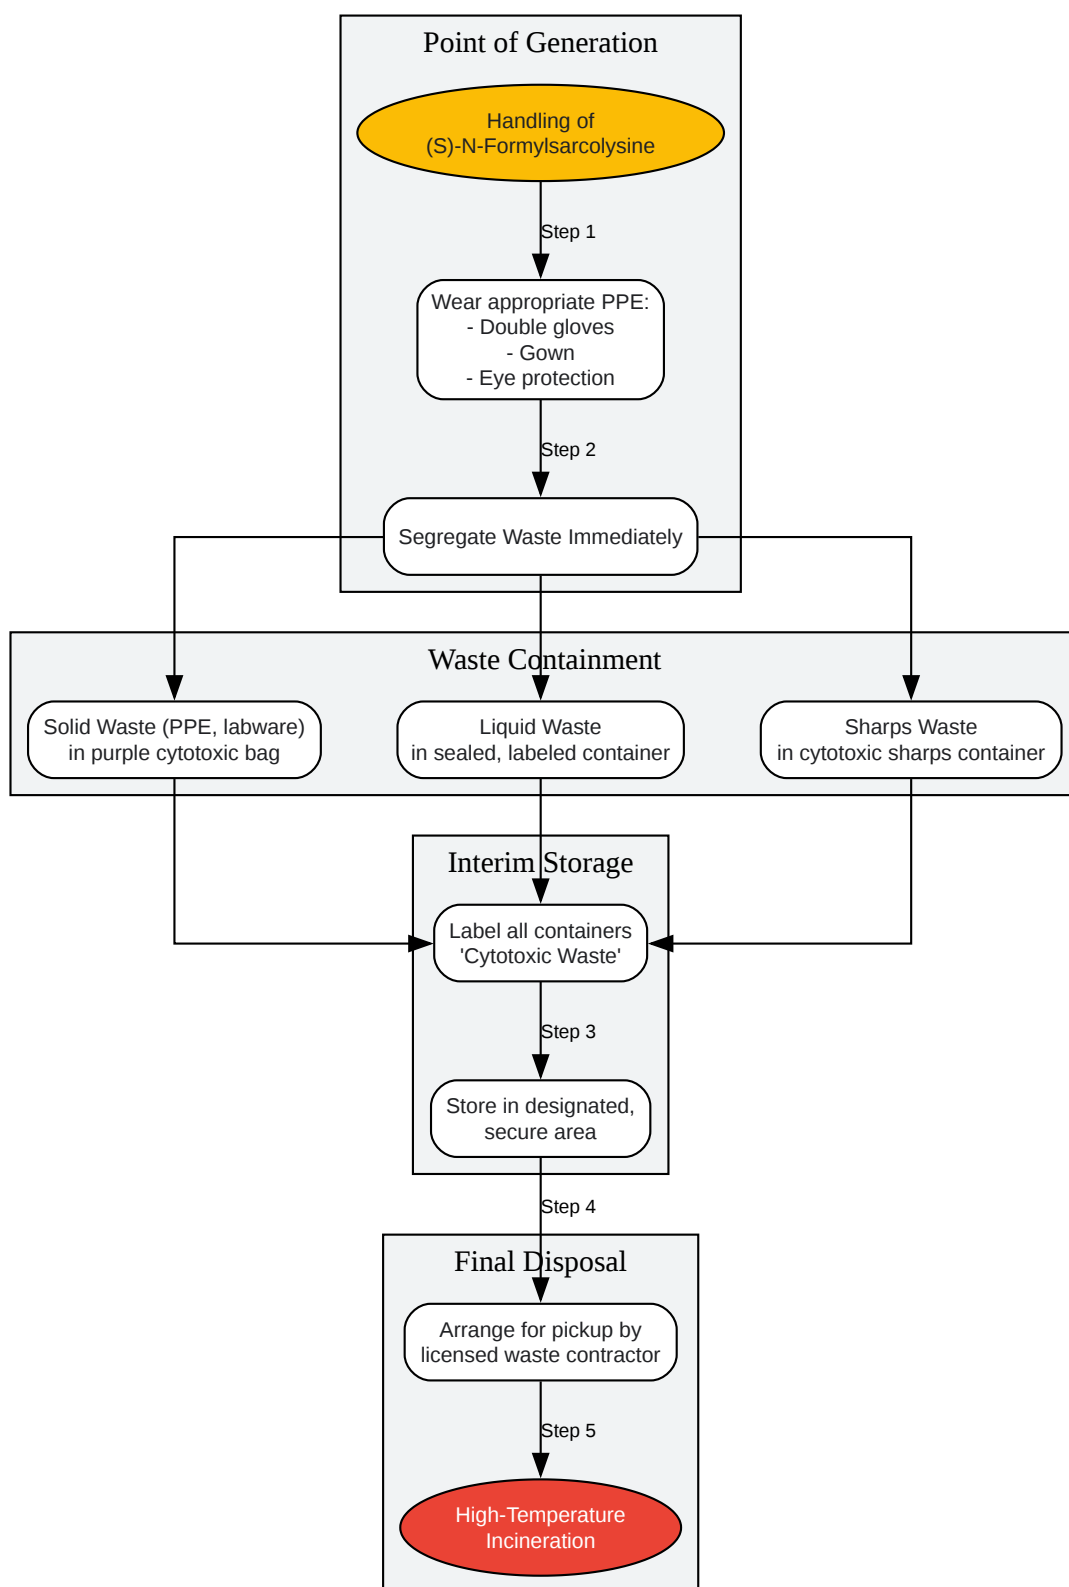 Point of Generation
Handling of
(S)-N-Formylsarcolysine
Step 1
Wear appropriate PPE:
- Double gloves
- Gown
- Eye protection
Step 2
Segregate Waste Immediately
Waste Containment
Solid Waste (PPE, labware)
in purple cytotoxic bag
Liquid Waste
in sealed, labeled container
Sharps Waste
in cytotoxic sharps container
Interim Storage
Label all containers
'Cytotoxic Waste'
Step 3
Store in designated,
secure area
Step 4
Final Disposal
Arrange for pickup by
licensed waste contractor
Step 5
High-Temperature
Incineration